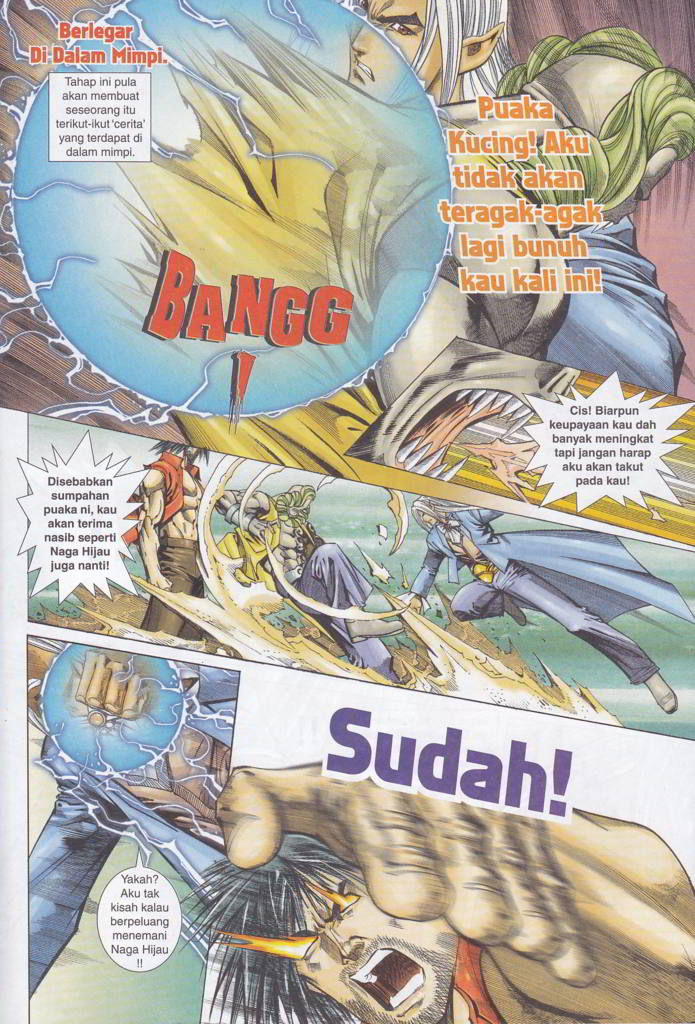 Berlegar
Di Dalam Mimpi.
Tahap ini pula
akan membuat
seseorang itu
terikut-ikut 'cerita'
yang terdapat di
dalam mimpi.
Puaka
Kucing! Aku
tidak akan
teragak-agak
lagi bunuh
kau kali ini!
BANGG
!
Cis! Biarpun
keupayaan kau dah
banyak meningkat
tapi jangan harap
aku akan takut
pada kau!
Disebabkan
sumpahan
puaka ni, kau
akan terima
nasib seperti
Naga Hijau
juga nanti!
Sudah!
Yakah?
Aku tak
kisah kalau
berpeluang
menemani
Naga Hijau
!!